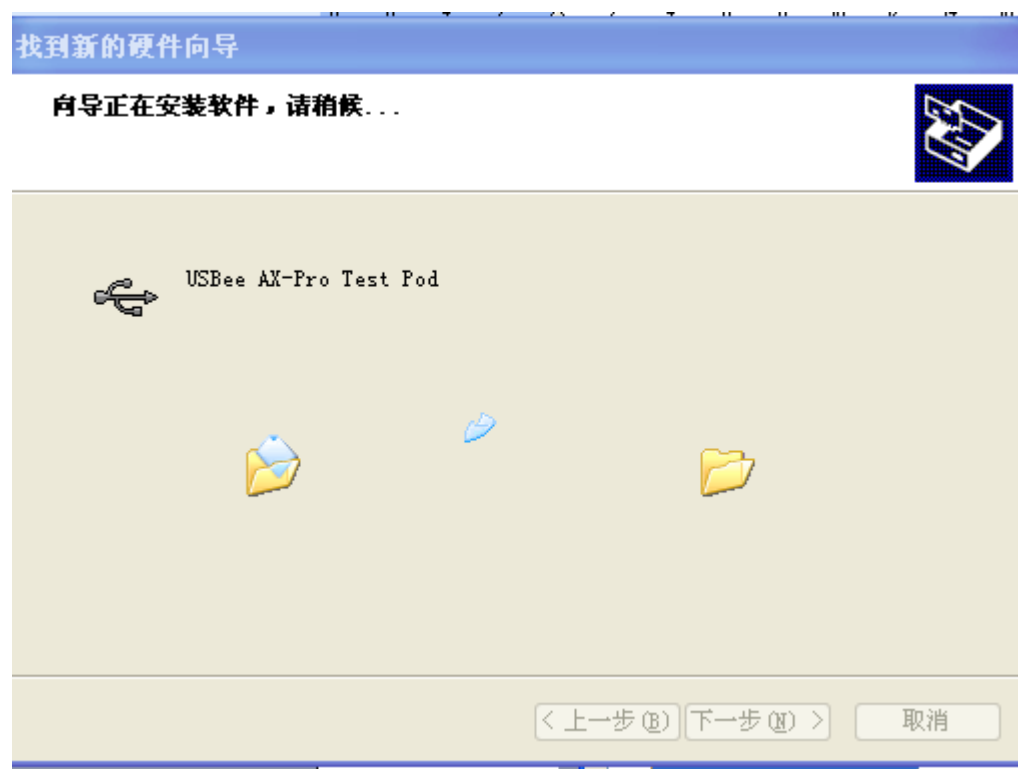 找到新的硬件向导
向导正在安装软件，请稍候...
USBee AX-Pro Test Pod
< 上一步(B) 下一步(N) > 取消